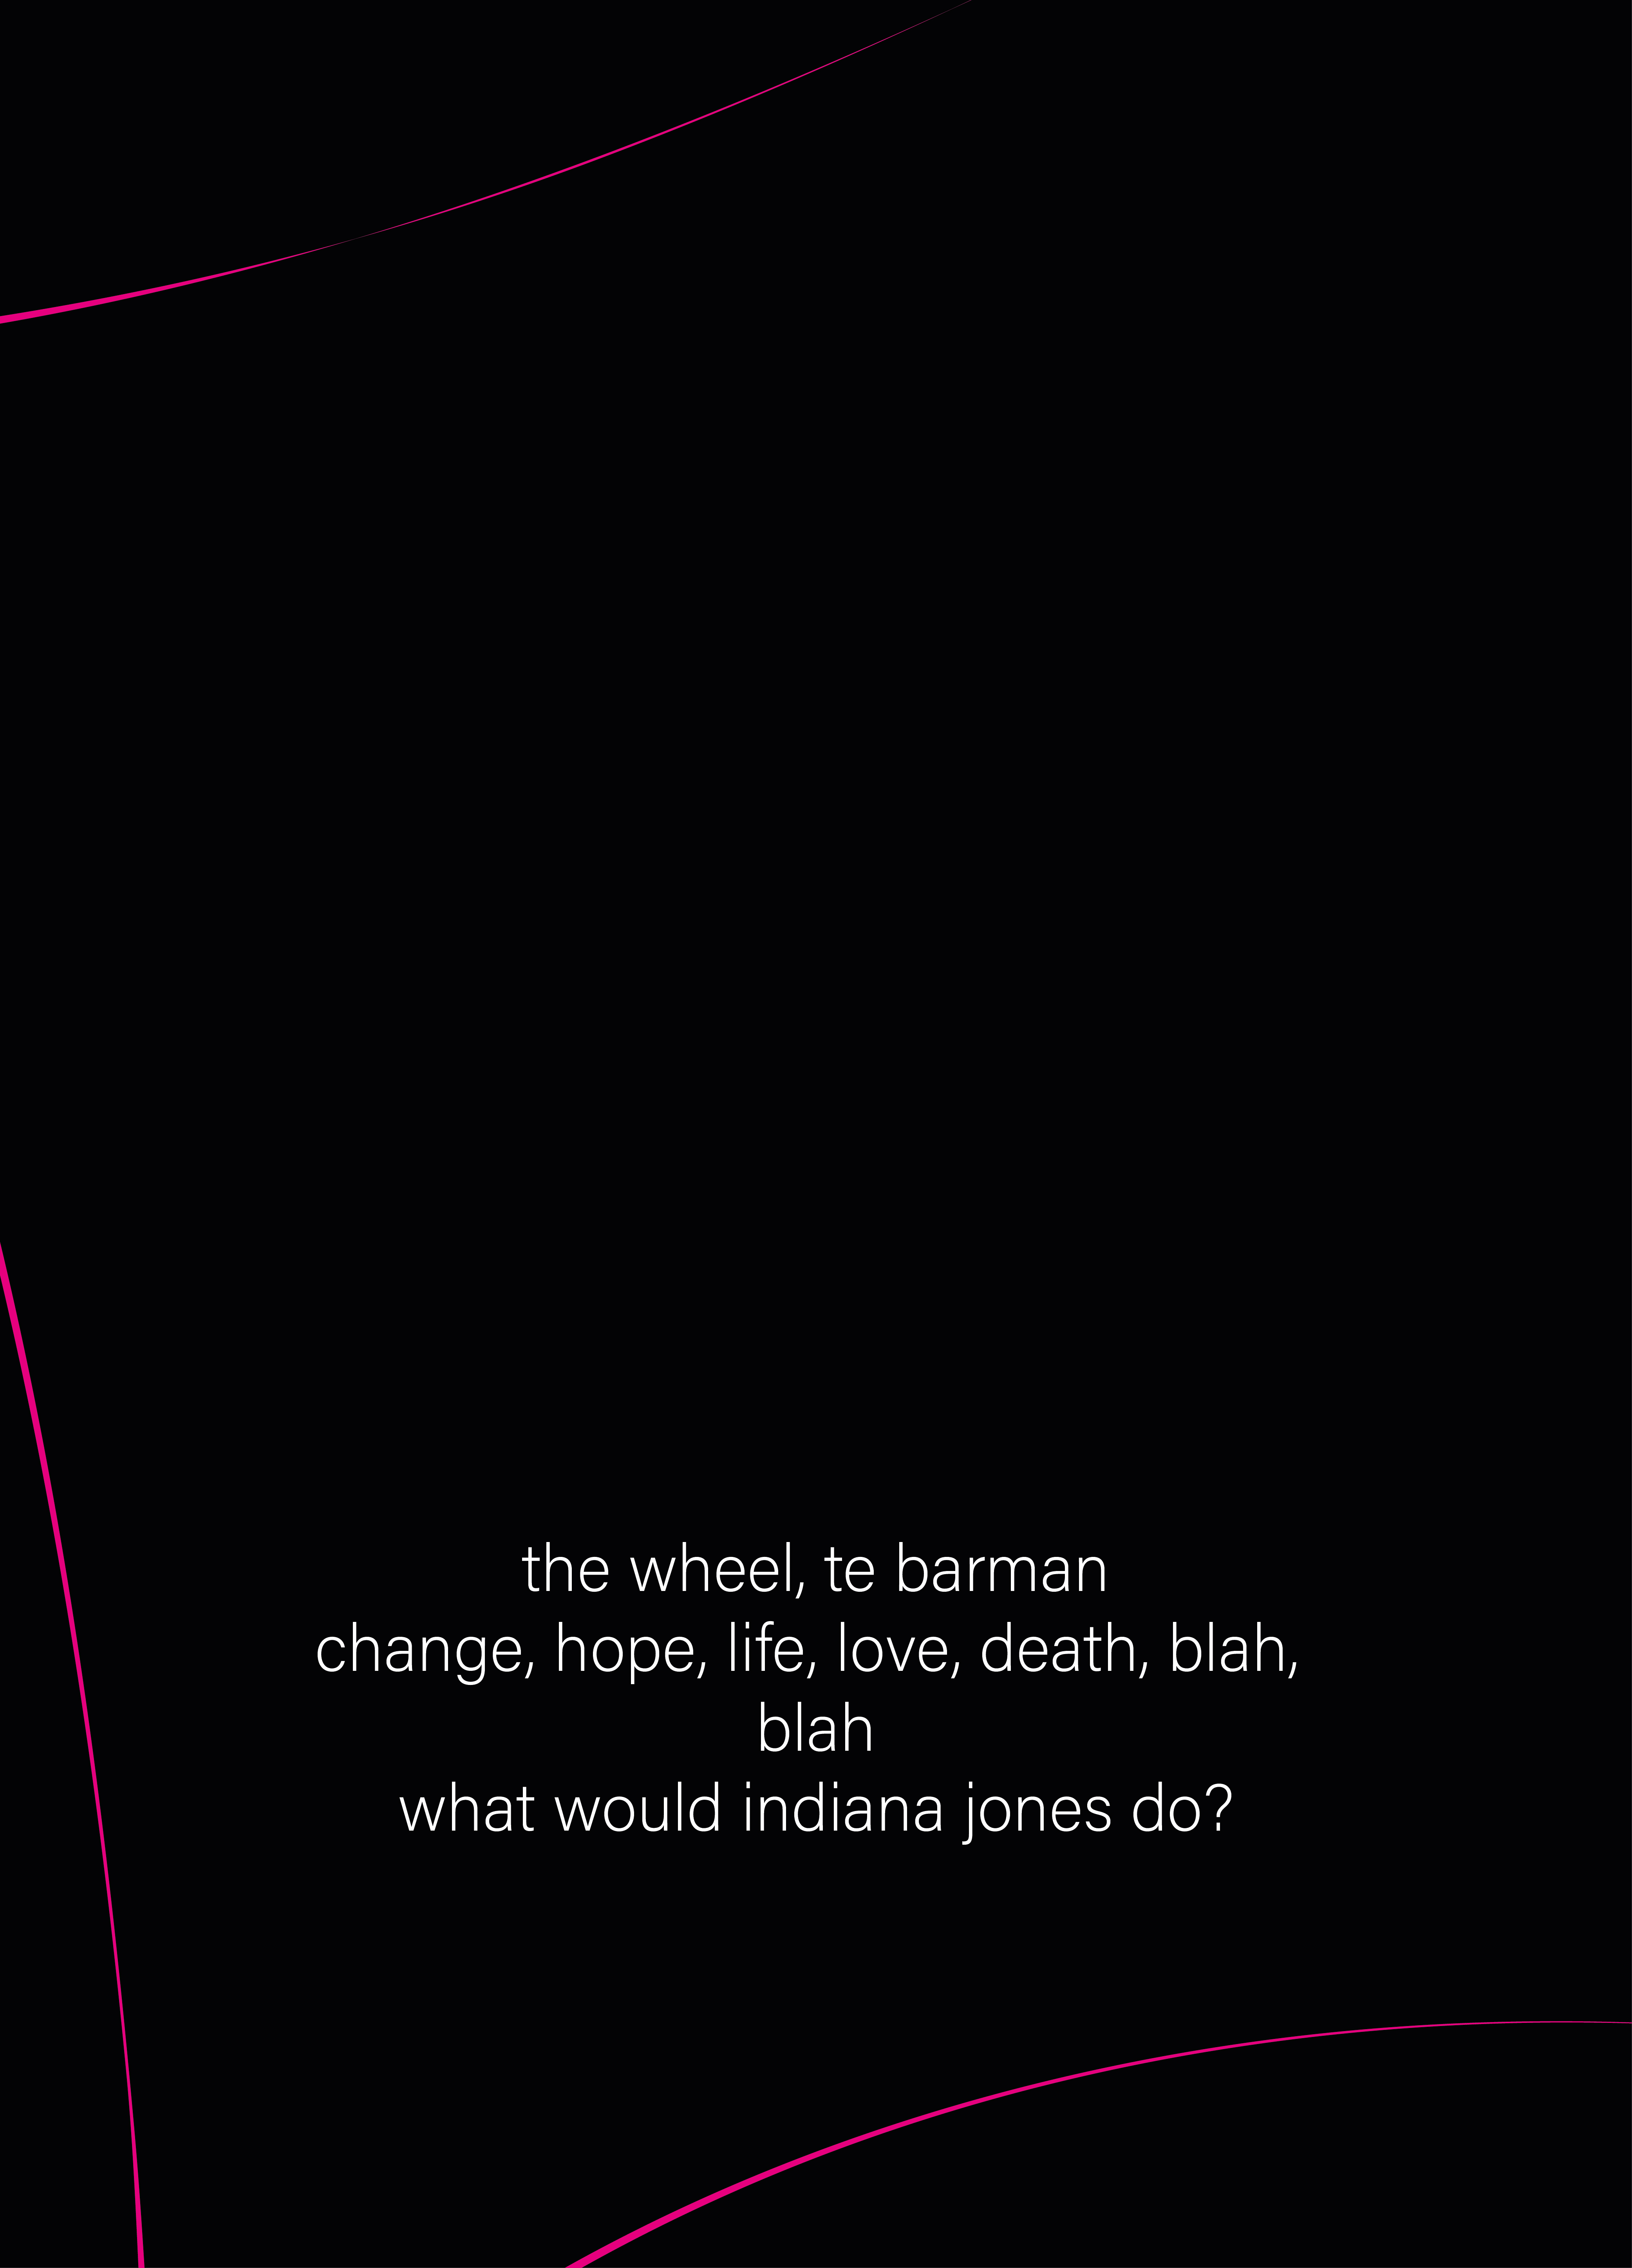 the wheel, te barman
change, hope, life, love, death, blah,
blah
what would indiana jones do?